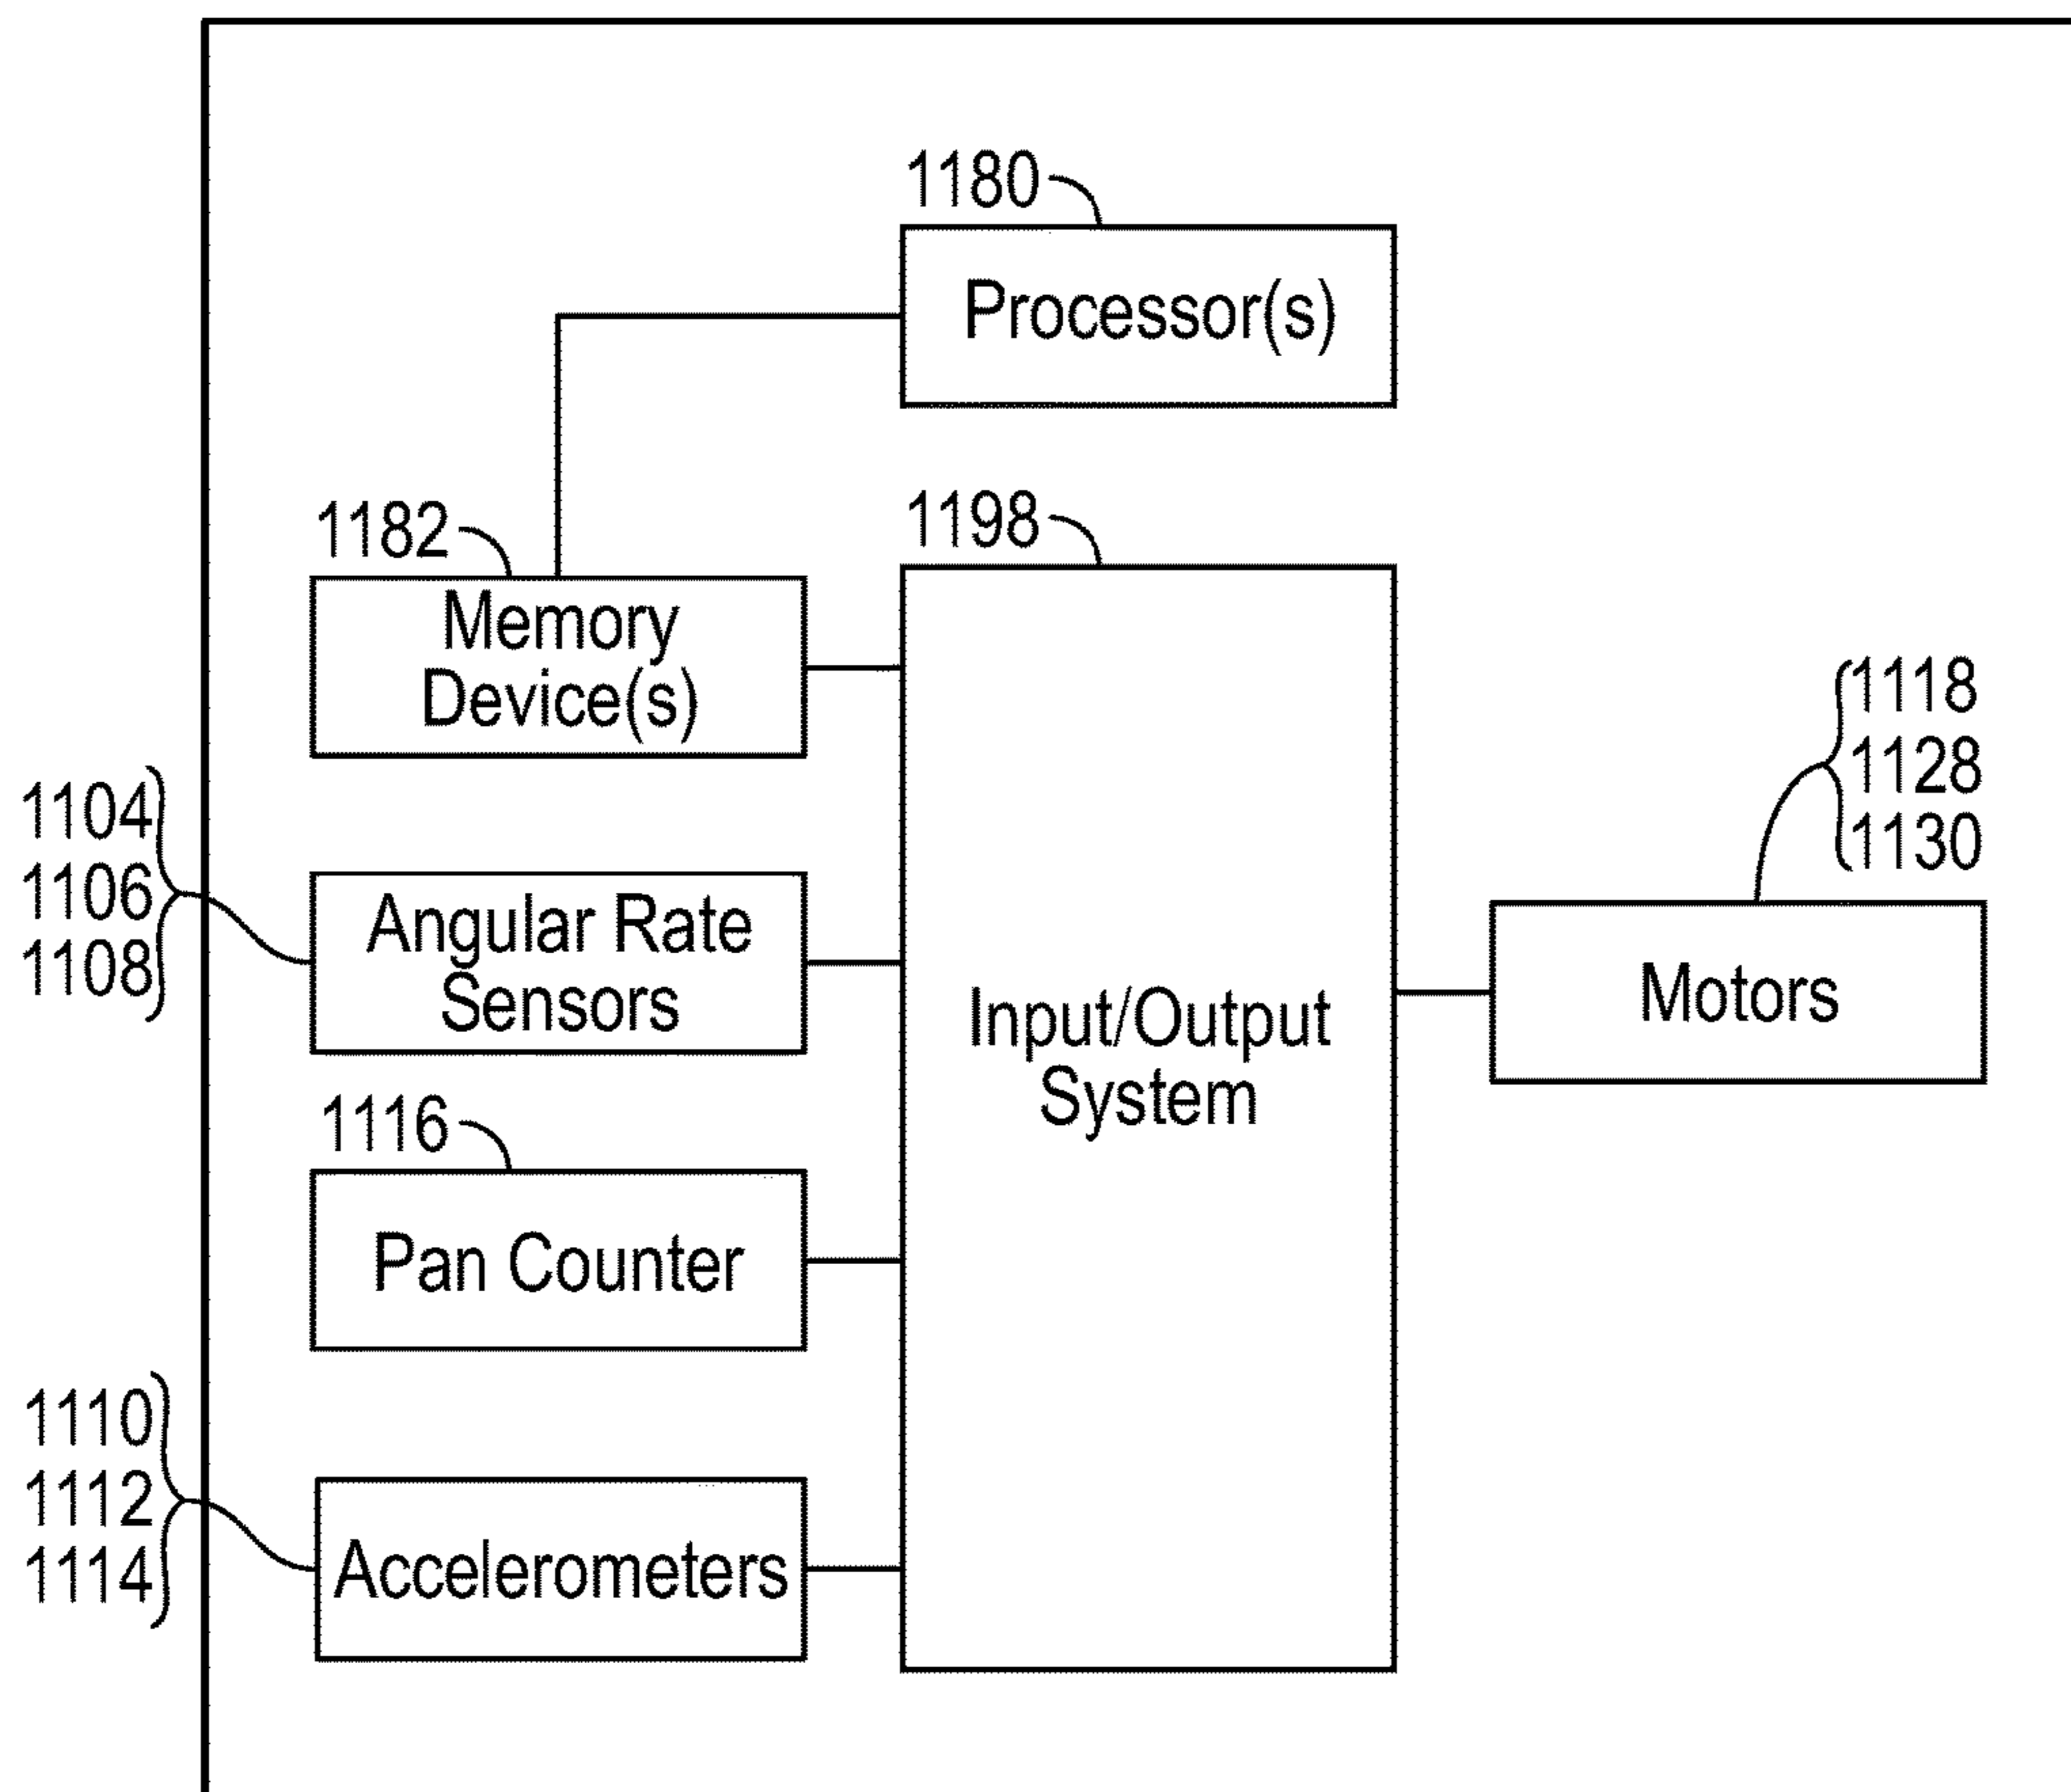 1180
Processor(s)
1182
Memory
Device(s)
1198
Input/Output
System
1104
1106
1108
Angular Rate
Sensors
1118
1128
1130
Motors
1116
Pan Counter
1110
1112
1114
Accelerometers